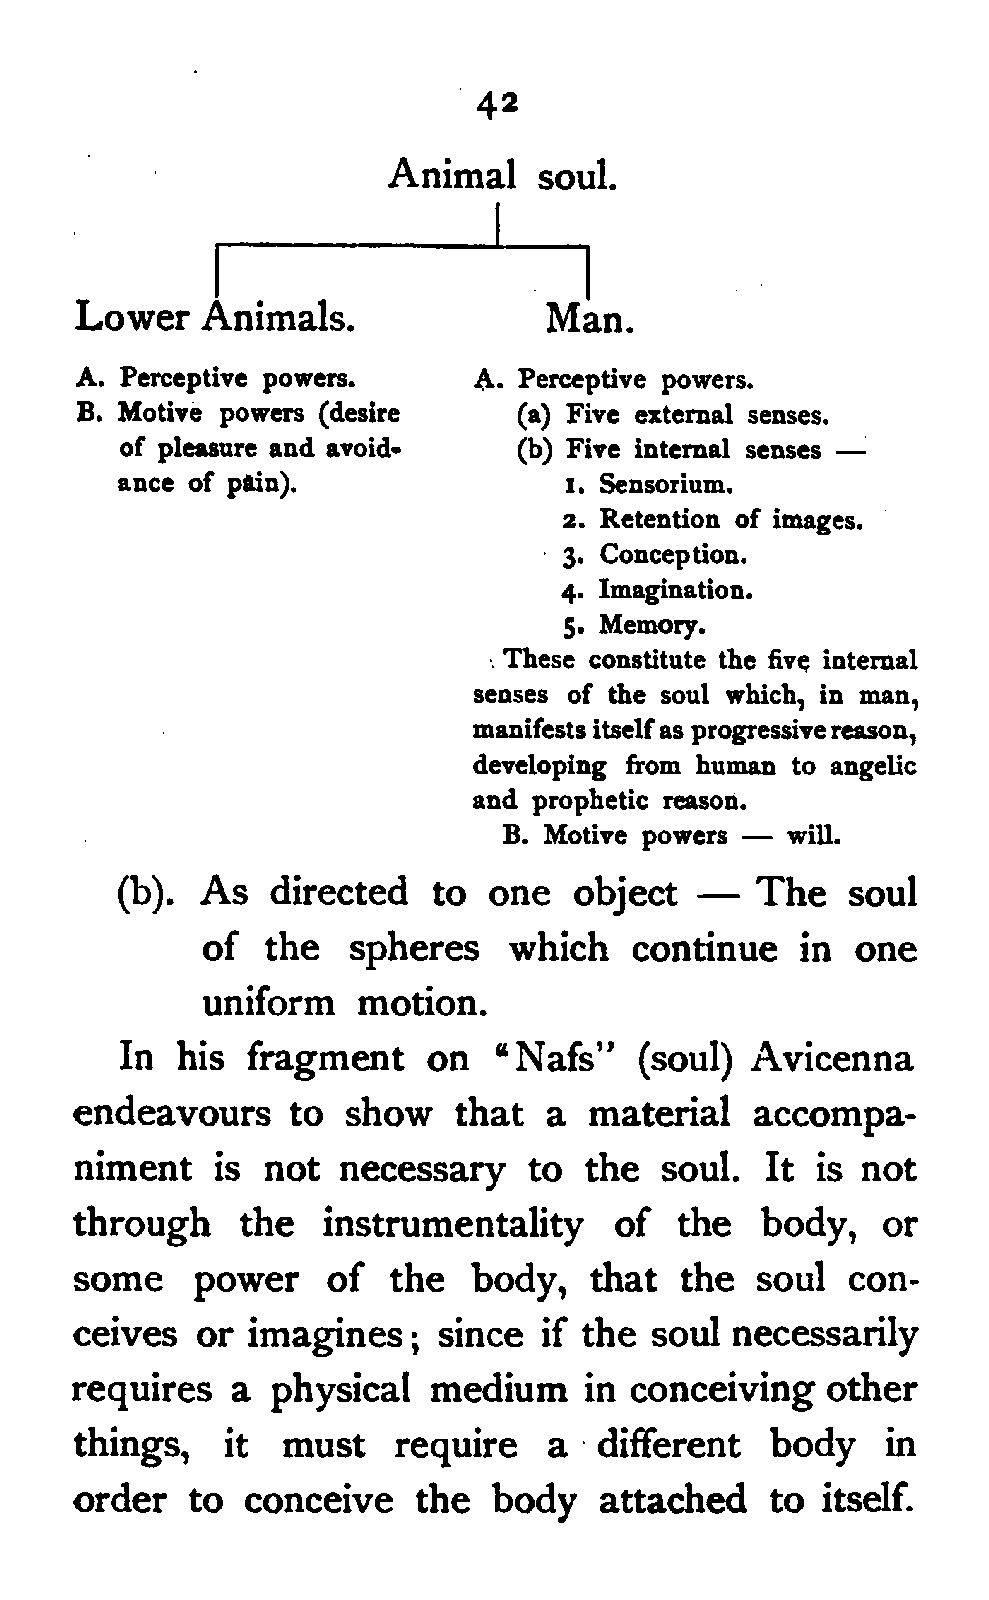 42
Animal soul.
Lower Animals.
A. Perceptive powers.
B. Motive powers (desire
of pleasure and avoid-
ance of pain).
Man.
A. Perceptive powers.
(a) Five external senses.
(b) Five internal senses —
1. Sensorium.
2. Retention of images.
3. Conception.
4. Imagination.
5. Memory.
These constitute the five internal
senses of the soul which, in man,
manifests itself as progressive reason,
developing from human to angelic
and prophetic reason.
B. Motive powers — will.
(b). As directed to one object — The soul
of the spheres which continue in one
uniform motion.
In his fragment on “Nafs” (soul) Avicenna
endeavours to show that a material accompa-
niment is not necessary to the soul. It is not
through the instrumentality of the body, or
some power of the body, that the soul con-
ceives or imagines; since if the soul necessarily
requires a physical medium in conceiving other
things, it must require a different body in
order to conceive the body attached to itself.